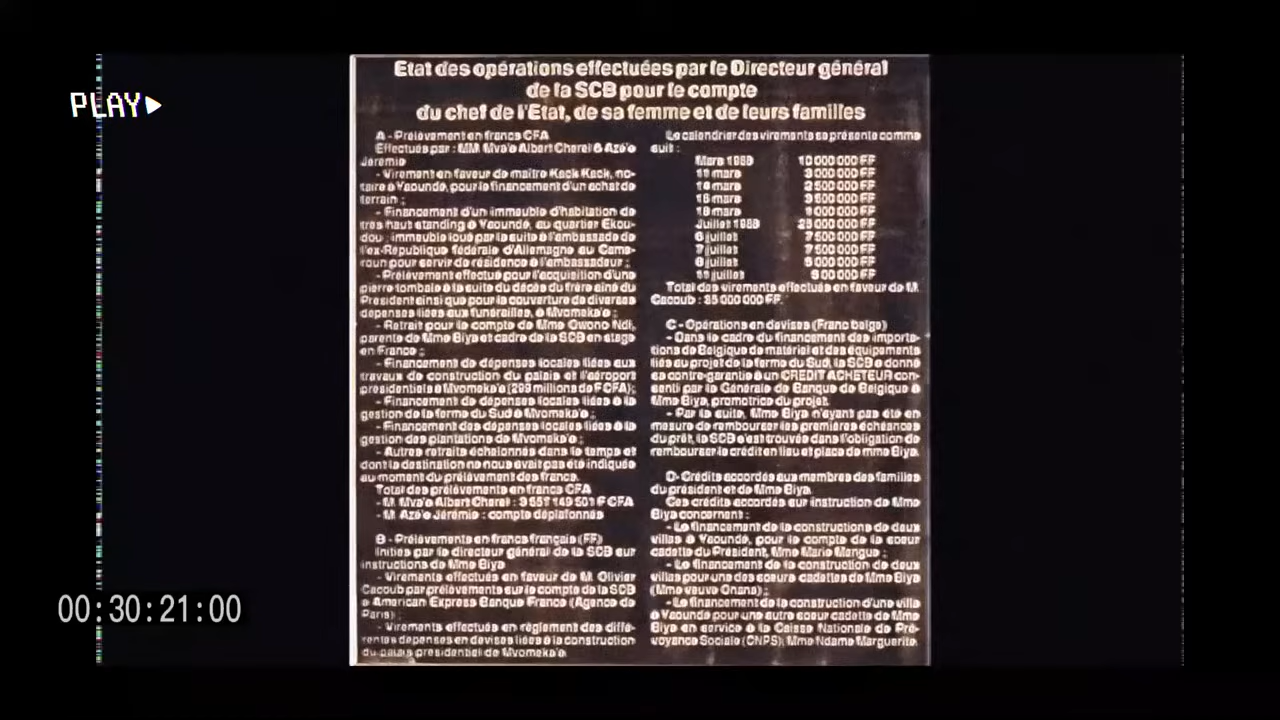 PLAY
Etat des opérations effectuées par le Directeur général
de la SCB pour le compte
du chef de l'Etat, de sa femme et de leurs familles
A - Prélèvement en francs CFA
Effectués par : MM. Mva'o Albert Cherel & Azé'o
Jérémie
- Virement en faveur de maître Kack Kack, no-
taire à Yaoundé, pour le financement d'un achat de
terrain ;
- Financement d'un immeuble d'habitation de
très haut standing à Yaoundé, au quartier Ekou-
dou ; immeuble loué par la suite à l'ambassade de
l'ex-République fédérale d'Allemagne au Came-
roun pour servir de résidence à l'ambassadeur ;
- Prélèvement effectué pour l'acquisition d'une
pierre tombale à la suite du décès du frère aîné du
Président ainsi que pour la couverture de diverses
dépenses liées aux funérailles, à Mvomeka'a ;
- Retrait pour le compte de Mme Owono Ndi,
parente de Mme Biya et cadre de la SCB en stage
en France ;
- Financement de dépenses locales liées aux
travaux de construction du palais et l'aéroport
présidentiels à Mvomeka'a (299 millions de F CFA) ;
- Financement de dépenses locales liées à la
gestion de la ferme du Sud à Mvomeka'a ;
- Financement des dépenses locales liées à la
gestion des plantations de Mvomeka'a ;
- Autres retraits échelonnés dans le temps et
dont la destination ne nous avait pas été indiquée
au moment du prélèvement des francs.
Total des prélèvements en francs CFA
- M. Mva'o Albert Cherel : 3 551 149 501 F CFA
- M. Azé'o Jérémie : compte déplafonnés
B - Prélèvements en francs français (FF)
Initiés par le directeur général de la SCB sur
instructions de Mme Biya
- Virements effectués en faveur de M. Olivier
Cacoub par prélèvements sur le compte de la SCB
à American Express Banque France (Agence de
Paris) ;
- Virements effectués en règlement des diffé-
rentes dépenses en devises liées à la construction
du palais presidentiel de Mvomeka'a.
Le calendrier des virements se présente comme
suit :
Mars 1988 10 000 000 FF
11 mars 3 000 000 FF
14 mars 2 500 000 FF
16 mars 3 500 000 FF
18 mars 1 000 000 FF
Juillet 1988 25 000 000 FF
6 juillet 7 500 000 FF
7 juillet 7 500 000 FF
8 juillet
11 juillet
Total des virements effectués en faveur de M.
Cacoub : 35 000 000 FF.
C - Opérations en devises (Franc belge)
- Dans le cadre du financement des importa-
tions de Belgique de matériel et des équipements
liés au projet de la ferme du Sud, la SCB a donné
sa contre-garantie à un CREDIT ACHETEUR con-
senti par la Générale de Banque de Belgique à
Mme Biya, promotrice du projet.
- Par la suite, Mme Biya n'ayant pas été en
mesure de rembourser les premières échéances
du prêt, la SCB s'est trouvée dans l'obligation de
rembourser le crédit en lieu et place de mme Biya.
D- Crédits accordés aux membres des familles
du président et de Mme Biya.
Ces crédits accordés sur instruction de Mme
Biya concernent :
- Le financement de la constructions de deux
villas à Yaoundé, pour le compte de la soeur
cadette du Président, Mme Marie Mengue ;
- Le financement de la construction de deux
villas pour une des soeurs cadettes de Mme Biya
(Mme veuve Onana) ;
- Le financement de la construction d'une villa
à Yaoundé pour une autre soeur cadette de Mme
Biya en service à la Caisse Nationale de Pré-
voyance Sociale (CNPS), Mme Ndame Marguerite.
00:30:21:00